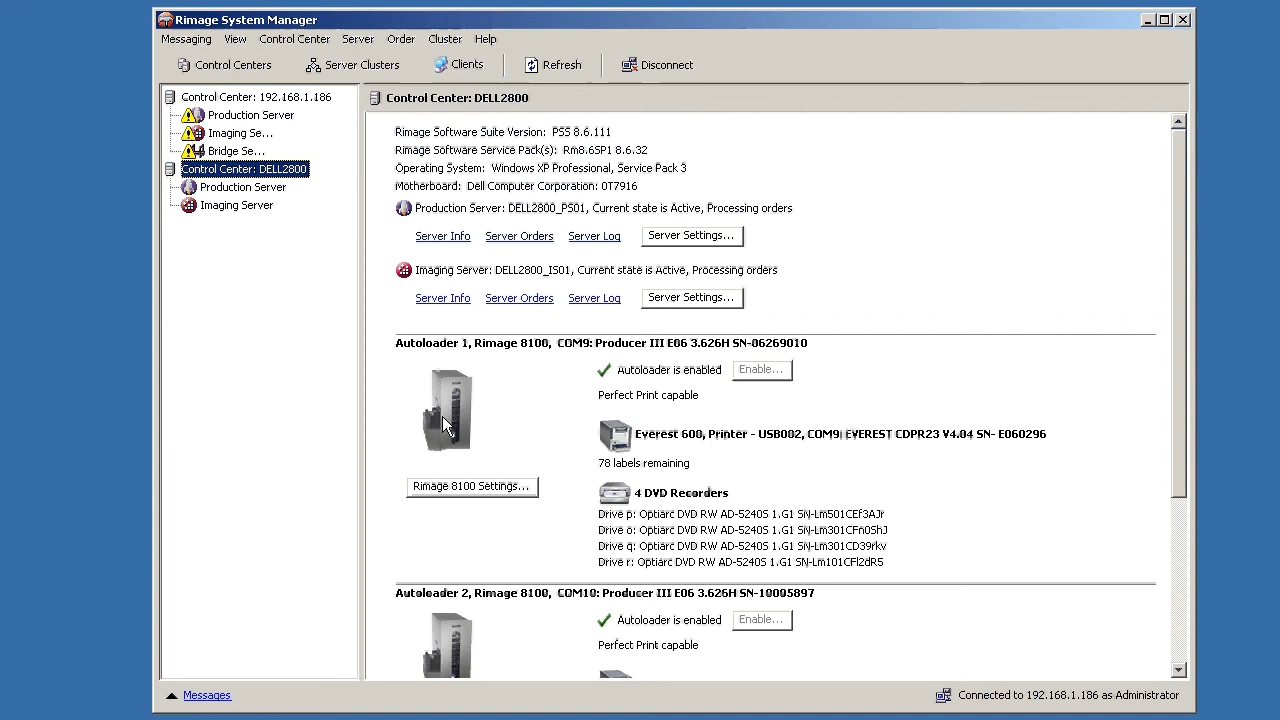 Rimage System Manager
Messaging View Control Center Server Order Cluster Help
Control Centers Server Clusters Clients Refresh Disconnect
Control Center: 192.168.1.186
Production Server
Imaging Se...
Bridge Se...
Control Center: DELL2800
Production Server
Imaging Server
Control Center: DELL2800
Rimage Software Suite Version: PSS 8.6.111
Rimage Software Service Pack(s): Rm8.6SP1 8.6.32
Operating System: Windows XP Professional, Service Pack 3
Motherboard: Dell Computer Corporation: 0T7916
Production Server: DELL2800_PS01, Current state is Active, Processing orders
Server Info Server Orders Server Log Server Settings...
Imaging Server: DELL2800_IS01, Current state is Active, Processing orders
Server Info Server Orders Server Log Server Settings...
Autoloader 1, Rimage 8100, COM9: Producer III E06 3.626H SN-06269010
Autoloader is enabled Enable...
Perfect Print capable
Everest 600, Printer - USB002, COM9: EVEREST CDPR23 V4.04 SN- E060296
78 labels remaining
Rimage 8100 Settings...
4 DVD Recorders
Drive p: Optiarc DVD RW AD-5240S 1.G1 SN-Lm501CEf3AJr
Drive o: Optiarc DVD RW AD-5240S 1.G1 SN-Lm301CFn0ShJ
Drive q: Optiarc DVD RW AD-5240S 1.G1 SN-Lm301CD39rkv
Drive r: Optiarc DVD RW AD-5240S 1.G1 SN-Lm101CFl2dR5
Autoloader 2, Rimage 8100, COM10: Producer III E06 3.626H SN-10095897
Autoloader is enabled Enable...
Perfect Print capable
Messages
Connected to 192.168.1.186 as Administrator